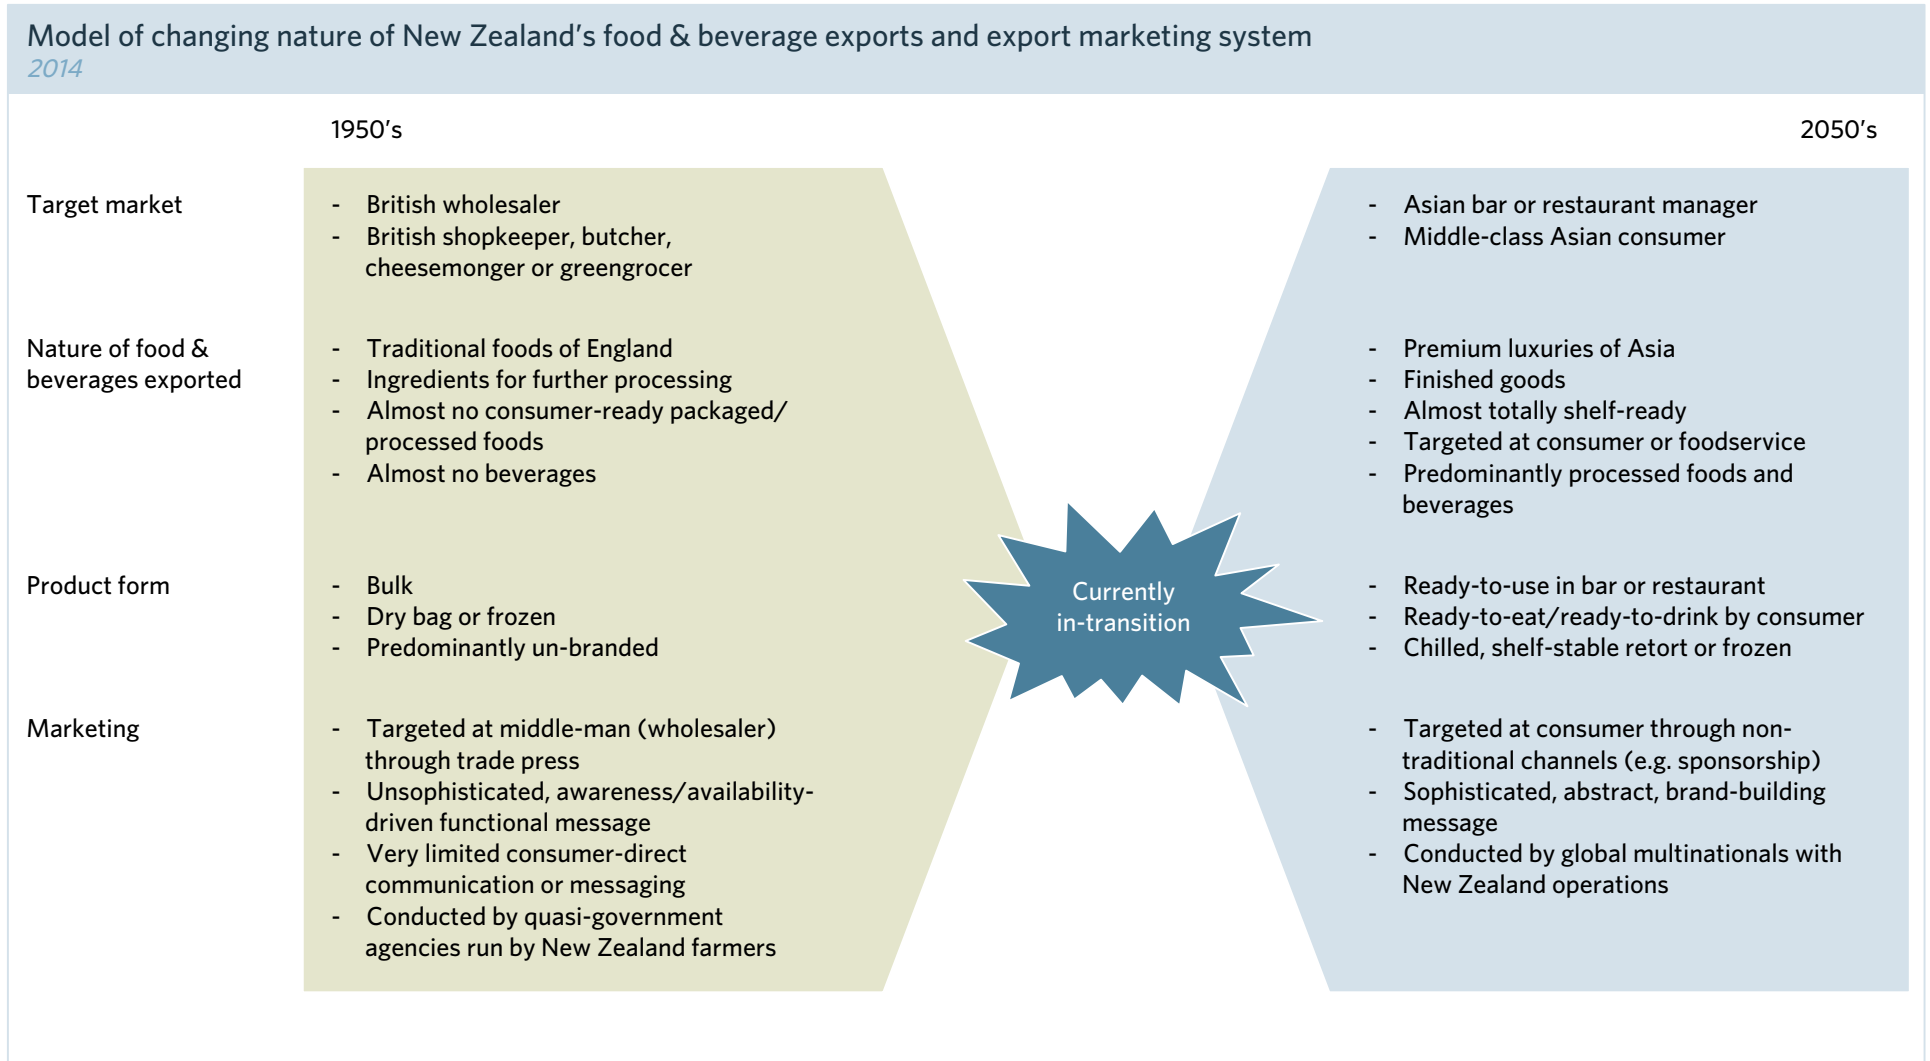 Model of changing nature of New Zealand's food & beverage exports and export marketing system
2014
1950's
2050's
Target market
- British wholesaler
- British shopkeeper, butcher,
cheesemonger or greengrocer
- Asian bar or restaurant manager
- Middle-class Asian consumer
Nature of food &
beverages exported
- Traditional foods of England
- Ingredients for further processing
- Almost no consumer-ready packaged/
processed foods
- Almost no beverages
- Premium luxuries of Asia
- Finished goods
- Almost totally shelf-ready
- Targeted at consumer or foodservice
- Predominantly processed foods and
beverages
Product form
- Bulk
- Dry bag or frozen
- Predominantly un-branded
Currently
in-transition
- Ready-to-use in bar or restaurant
- Ready-to-eat/ready-to-drink by consumer
- Chilled, shelf-stable retort or frozen
Marketing
- Targeted at middle-man (wholesaler)
through trade press
- Unsophisticated, awareness/availability-
driven functional message
- Very limited consumer-direct
communication or messaging
- Conducted by quasi-government
agencies run by New Zealand farmers
- Targeted at consumer through non-
traditional channels (e.g. sponsorship)
- Sophisticated, abstract, brand-building
message
- Conducted by global multinationals with
New Zealand operations